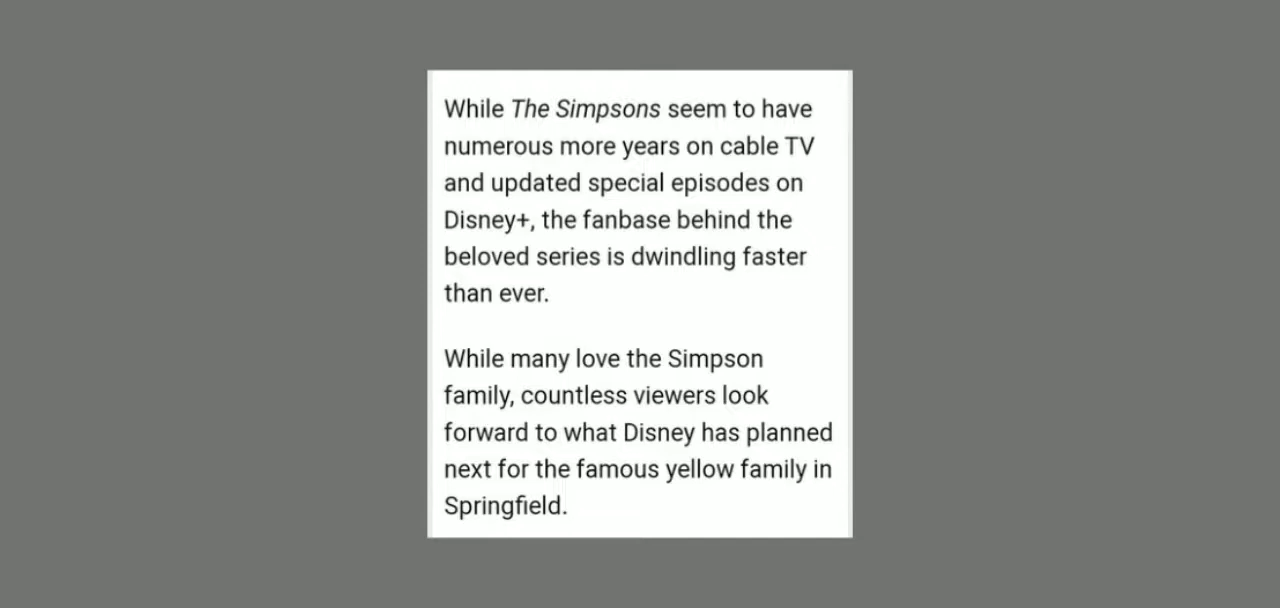 While The Simpsons seem to have
numerous more years on cable TV
and updated special episodes on
Disney+, the fanbase behind the
beloved series is dwindling faster
than ever.
While many love the Simpson
family, countless viewers look
forward to what Disney has planned
next for the famous yellow family in
Springfield.